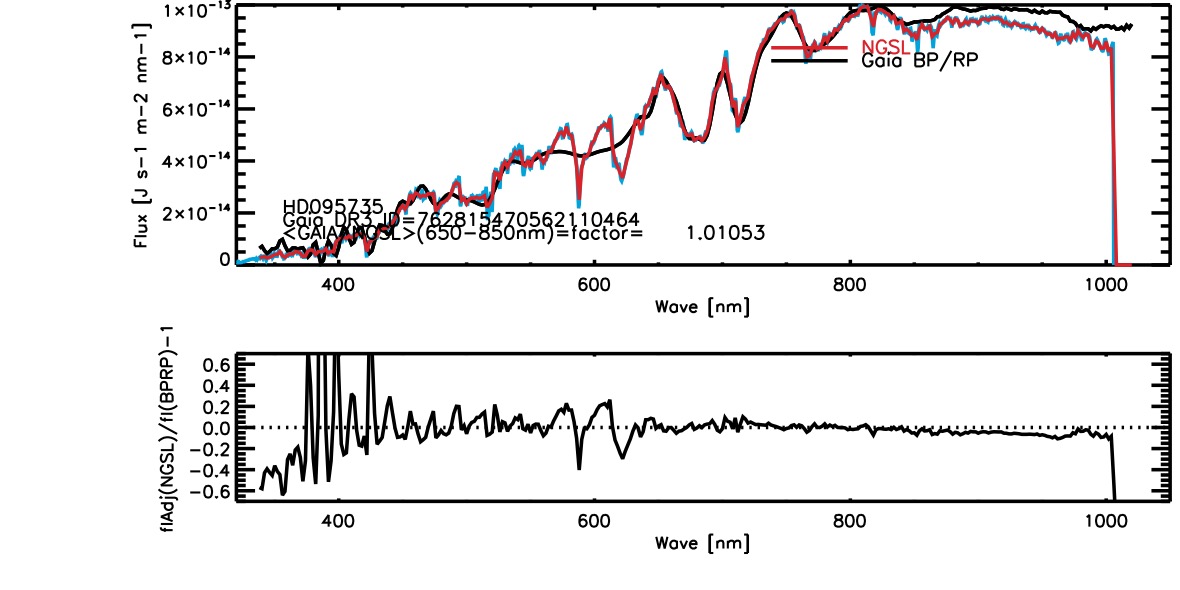 1×10−13
8×10−14
6×10−14
4×10−14
2×10−14
0
Flux [J s−1 m−2 nm−1]
NGSL
Gaia BP/RP
HD095735
Gaia DR3 ID=762815470562110464
<GAIA/NGSL>(650−850nm)=factor= 1.01053
400 600 800 1000
Wave [nm]
0.6
0.4
0.2
0.0
−0.2
−0.4
−0.6
flAdj(NGSL)/fl(BPRP)−1
400 600 800 1000
Wave [nm]